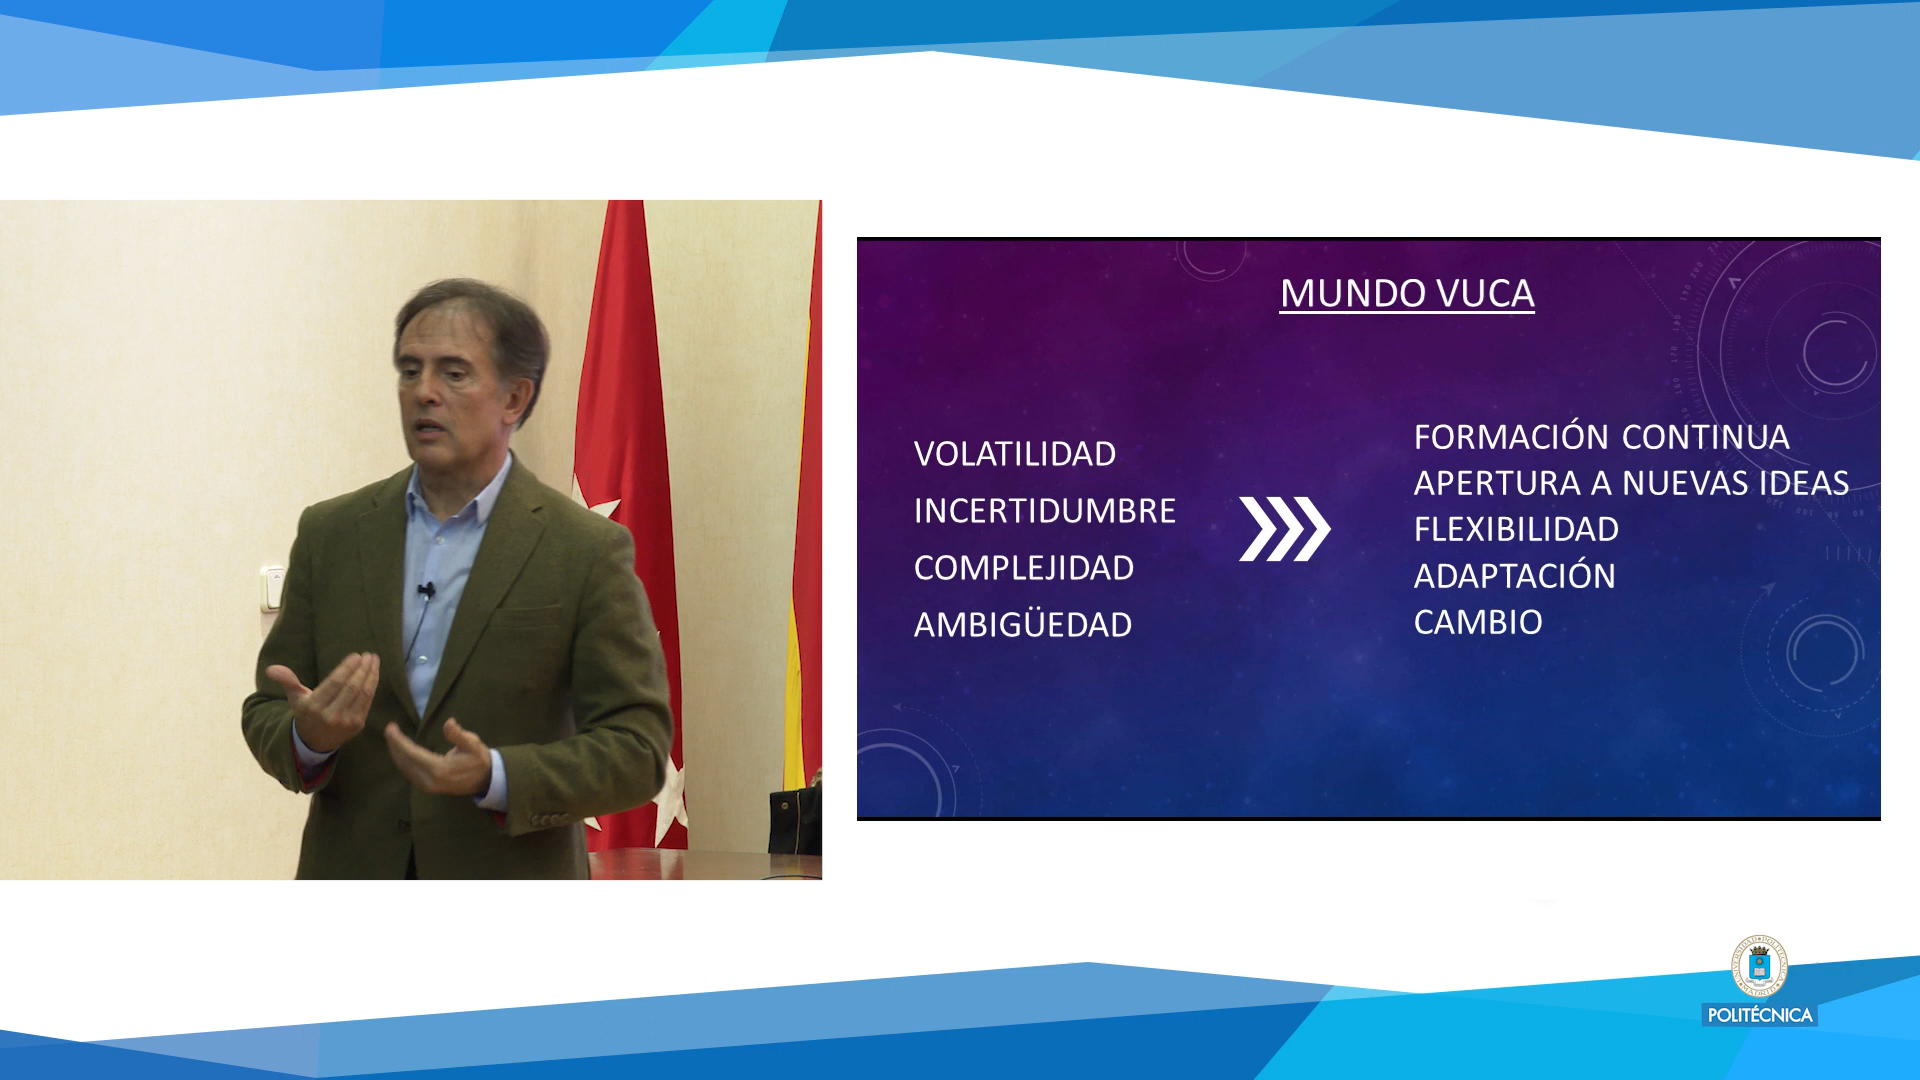 MUNDO VUCA
VOLATILIDAD
INCERTIDUMBRE
COMPLEJIDAD
AMBIGÜEDAD
FORMACIÓN CONTINUA
APERTURA A NUEVAS IDEAS
FLEXIBILIDAD
ADAPTACIÓN
CAMBIO
POLITÉCNICA